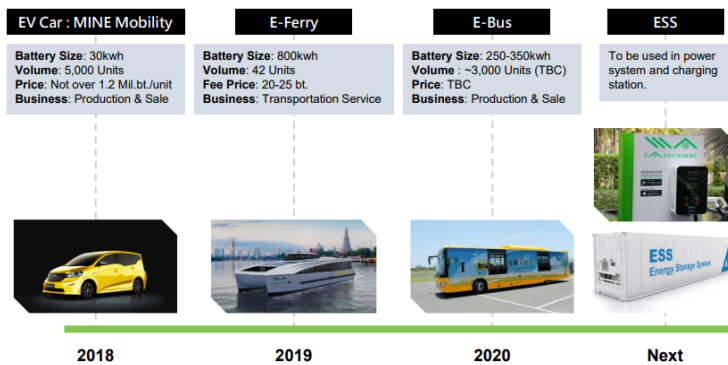 EV Car : MINE Mobility
Battery Size: 30kwh
Volume: 5,000 Units
Price: Not over 1.2 Mil.bt./unit
Business: Production & Sale
E-Ferry
Battery Size: 800kwh
Volume: 42 Units
Fee Price: 20-25 bt.
Business: Transportation Service
E-Bus
Battery Size: 250-350kwh
Volume : ~3,000 Units (TBC)
Price: TBC
Business: Production & Sale
ESS
To be used in power
system and charging
station.
EA ANYWHERE
DOWNLOAD
ESS
Energy Storage System
2018
2019
2020
Next